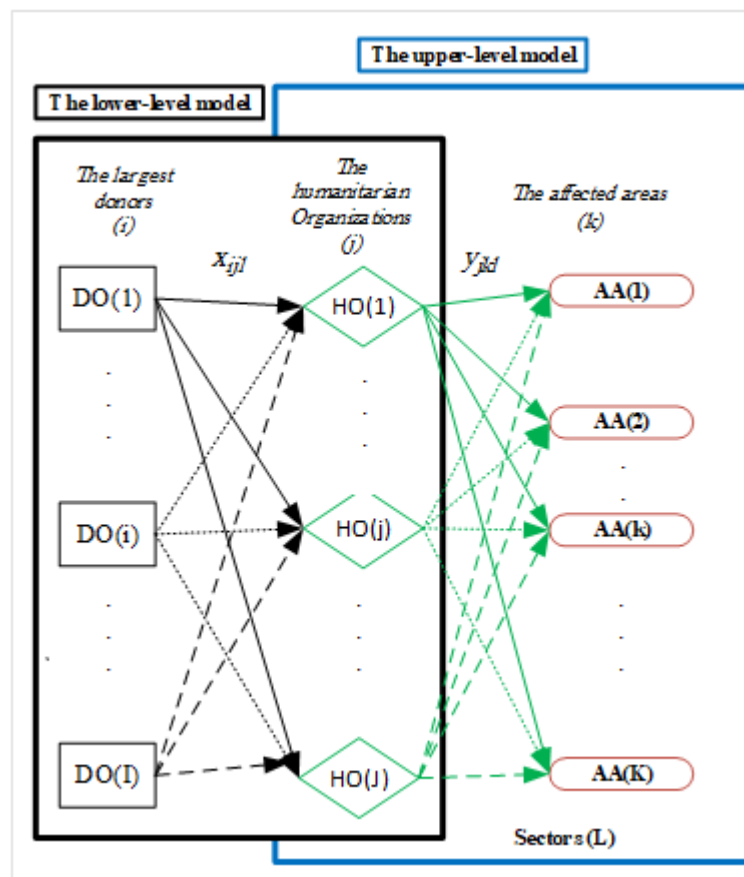 The upper-level model
The lower-level model
The largest
donors
(i)
The
humanitarian
Organizations
(j)
The affected areas
(k)
x_ijl
y_jkl
DO(1)
HO(1)
AA(1)
AA(2)
DO(i)
HO(j)
AA(k)
DO(I)
HO(J)
AA(K)
Sectors (L)